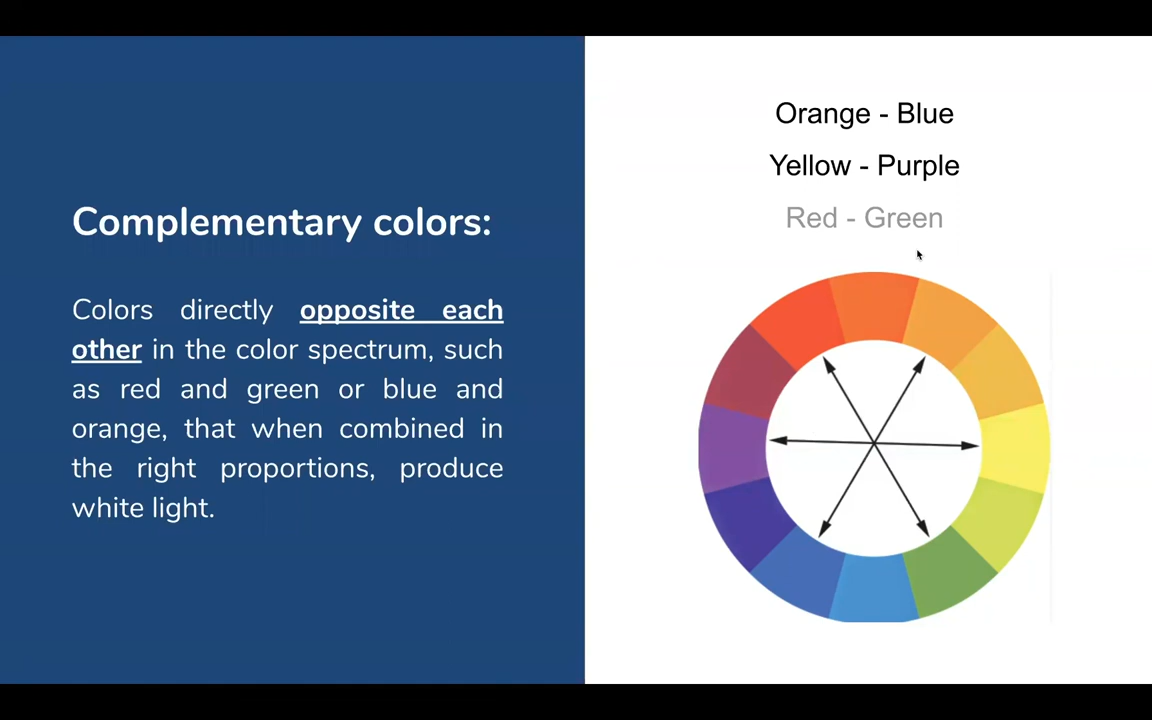 Complementary colors:
Colors directly opposite each
other in the color spectrum, such
as red and green or blue and
orange, that when combined in
the right proportions, produce
white light.
Orange - Blue
Yellow - Purple
Red - Green